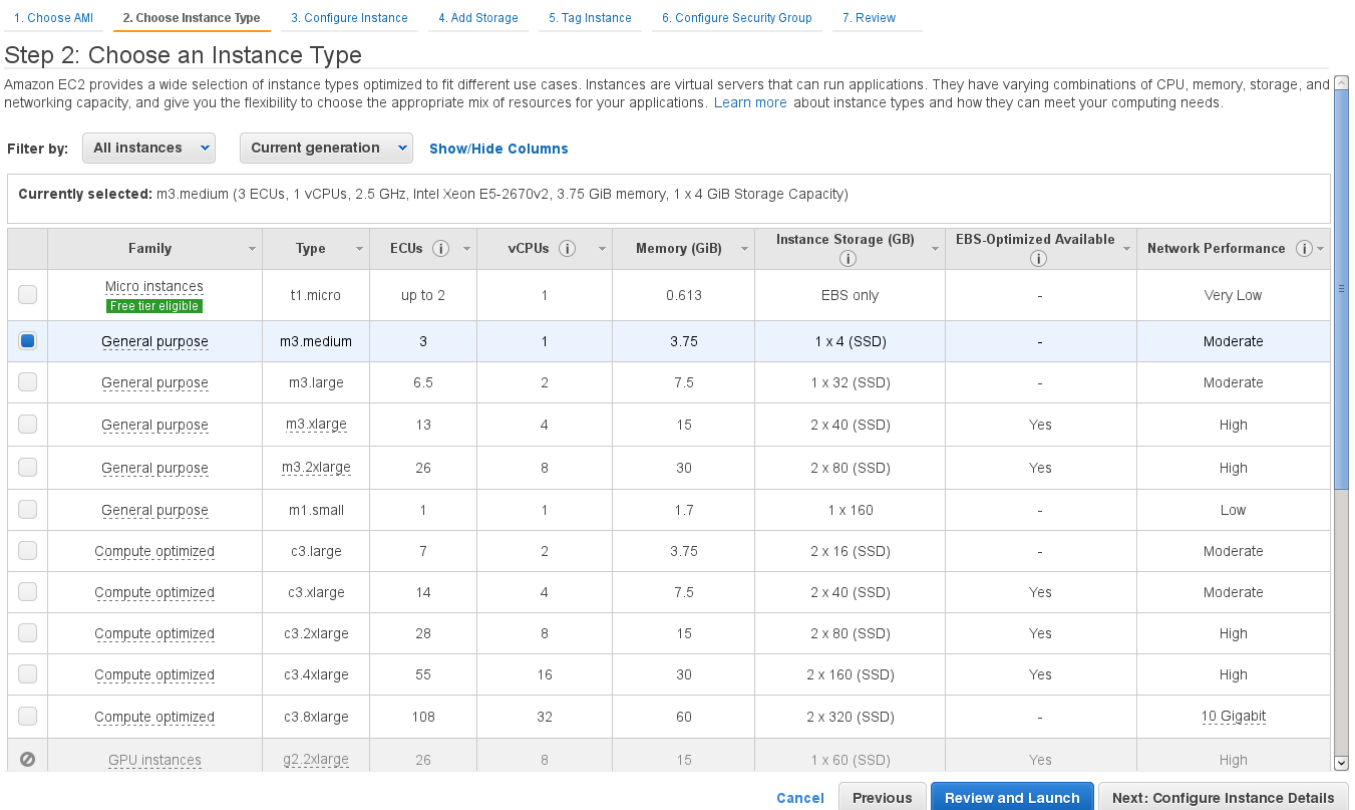 1. Choose AMI 2. Choose Instance Type 3. Configure Instance 4. Add Storage 5. Tag Instance 6. Configure Security Group 7. Review
Step 2: Choose an Instance Type
Amazon EC2 provides a wide selection of instance types optimized to fit different use cases. Instances are virtual servers that can run applications. They have varying combinations of CPU, memory, storage, and
networking capacity, and give you the flexibility to choose the appropriate mix of resources for your applications. Learn more about instance types and how they can meet your computing needs.
Filter by: All instances Current generation Show/Hide Columns
Currently selected: m3.medium (3 ECUs, 1 vCPUs, 2.5 GHz, Intel Xeon E5-2670v2, 3.75 GiB memory, 1 x 4 GiB Storage Capacity)
Family Type ECUs i vCPUs i Memory (GiB) Instance Storage (GB) i EBS-Optimized Available i Network Performance i
Micro instances
Free tier eligible
t1.micro up to 2 1 0.613 EBS only - Very Low
General purpose m3.medium 3 1 3.75 1 x 4 (SSD) - Moderate
General purpose m3.large 6.5 2 7.5 1 x 32 (SSD) - Moderate
General purpose m3.xlarge 13 4 15 2 x 40 (SSD) Yes High
General purpose m3.2xlarge 26 8 30 2 x 80 (SSD) Yes High
General purpose m1.small 1 1 1.7 1 x 160 - Low
Compute optimized c3.large 7 2 3.75 2 x 16 (SSD) - Moderate
Compute optimized c3.xlarge 14 4 7.5 2 x 40 (SSD) Yes Moderate
Compute optimized c3.2xlarge 28 8 15 2 x 80 (SSD) Yes High
Compute optimized c3.4xlarge 55 16 30 2 x 160 (SSD) Yes High
Compute optimized c3.8xlarge 108 32 60 2 x 320 (SSD) - 10 Gigabit
GPU instances g2.2xlarge 26 8 15 1 x 60 (SSD) Yes High
Cancel Previous Review and Launch Next: Configure Instance Details